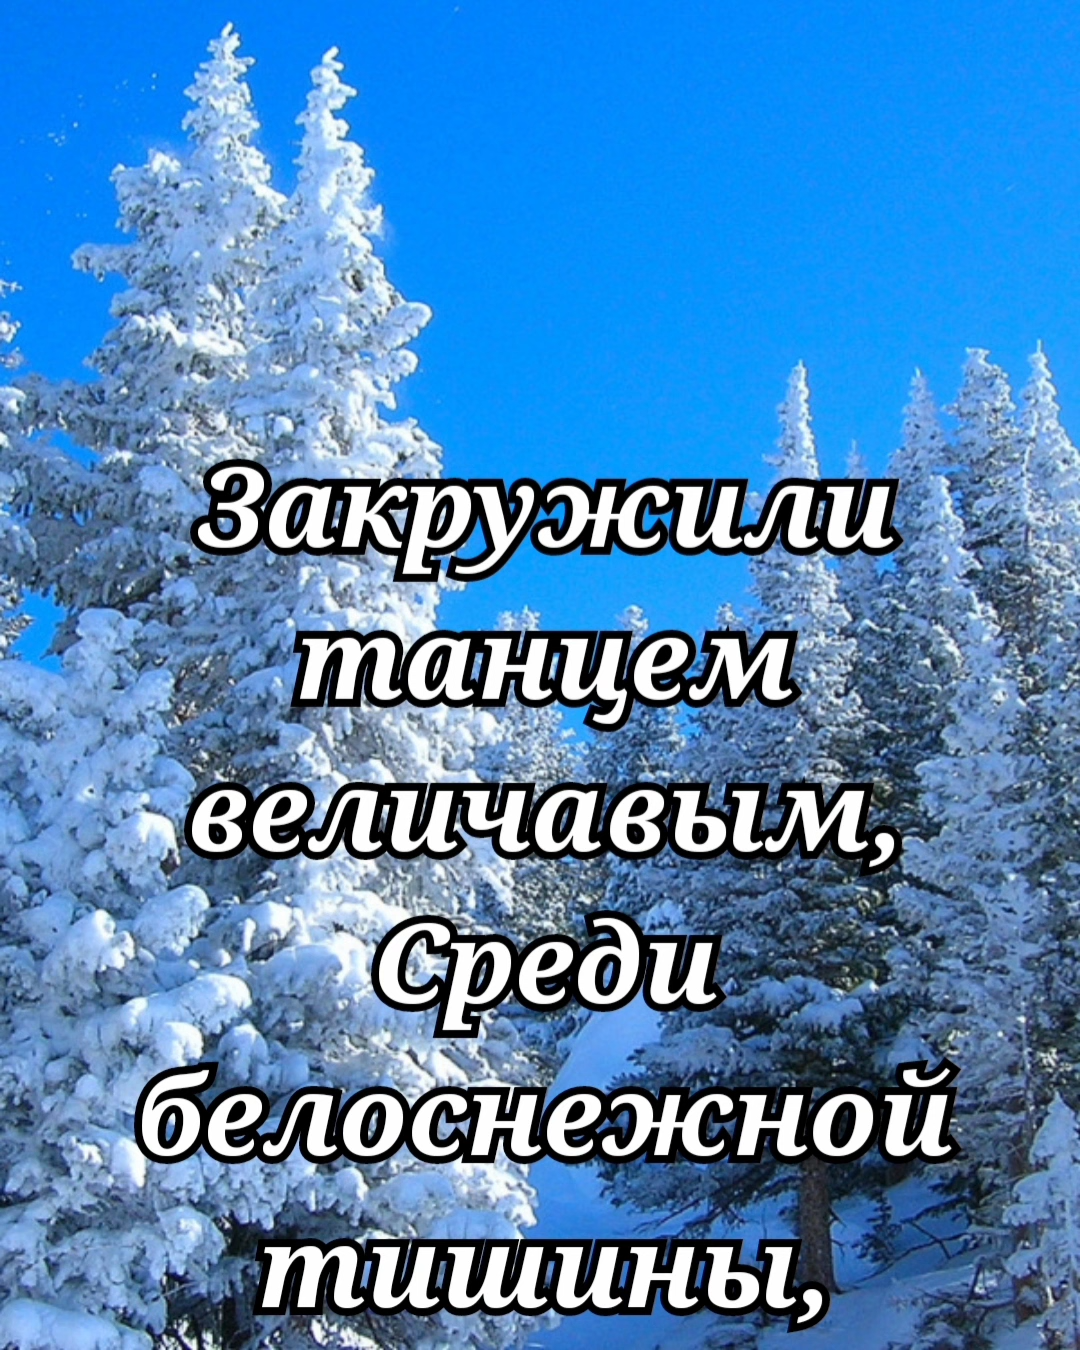 Закружили
танцем
величавым,
Среди
белоснежной
тишины,